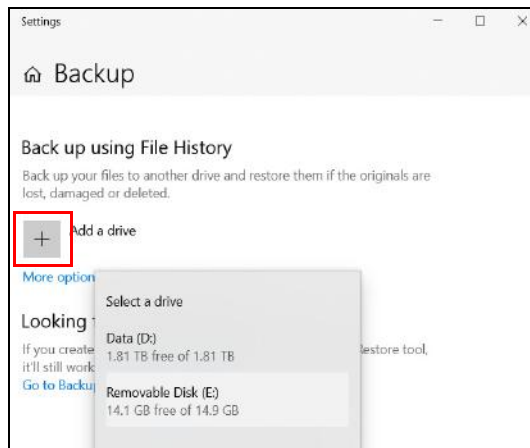 Settings
Backup
Back up using File History
Back up your files to another drive and restore them if the originals are
lost, damaged or deleted.
Add a drive
More option
Select a drive
Looking
Data (D:)
1.81 TB free of 1.81 TB
If you create
Restore tool,
it'll still work
Go to Backu
Removable Disk (E:)
14.1 GB free of 14.9 GB